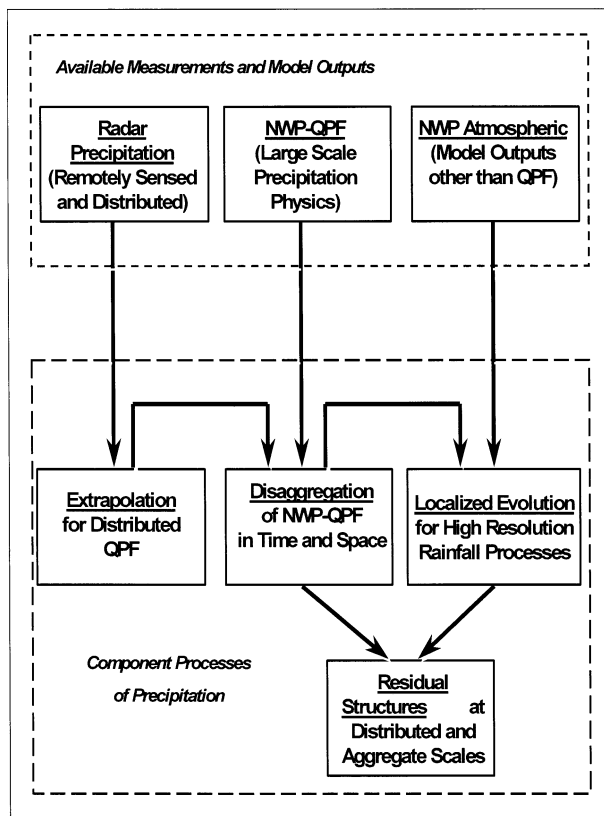 Available Measurements and Model Outputs
Radar
Precipitation
(Remotely Sensed
and Distributed)
NWP-QPF
(Large Scale
Precipitation
Physics)
NWP Atmospheric
(Model Outputs
other than QPF)
Extrapolation
for Distributed
QPF
Disaggregation
of NWP-QPF
in Time and Space
Localized Evolution
for High Resolution
Rainfall Processes
Component Processes
of Precipitation
Residual
Structures at
Distributed and
Aggregate Scales